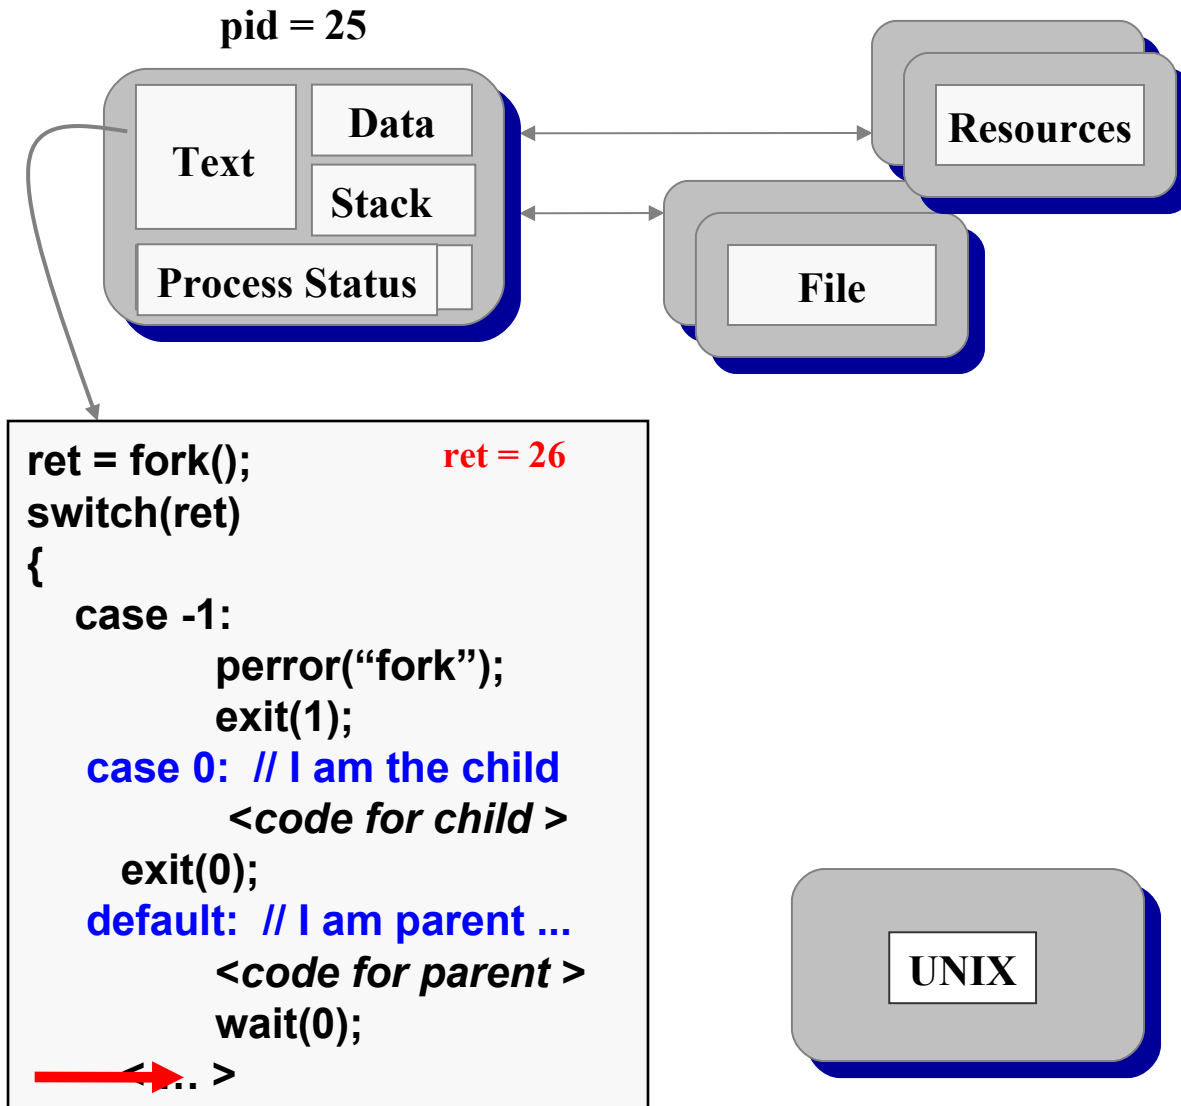 pid = 25
Text
Data
Stack
Process Status
Resources
File
ret = fork();
ret = 26
switch(ret)
{
case -1:
perror(“fork”);
exit(1);
case 0:  // I am the child
<code for child >
exit(0);
default:  // I am parent ...
<code for parent >
wait(0);
< ... >
UNIX